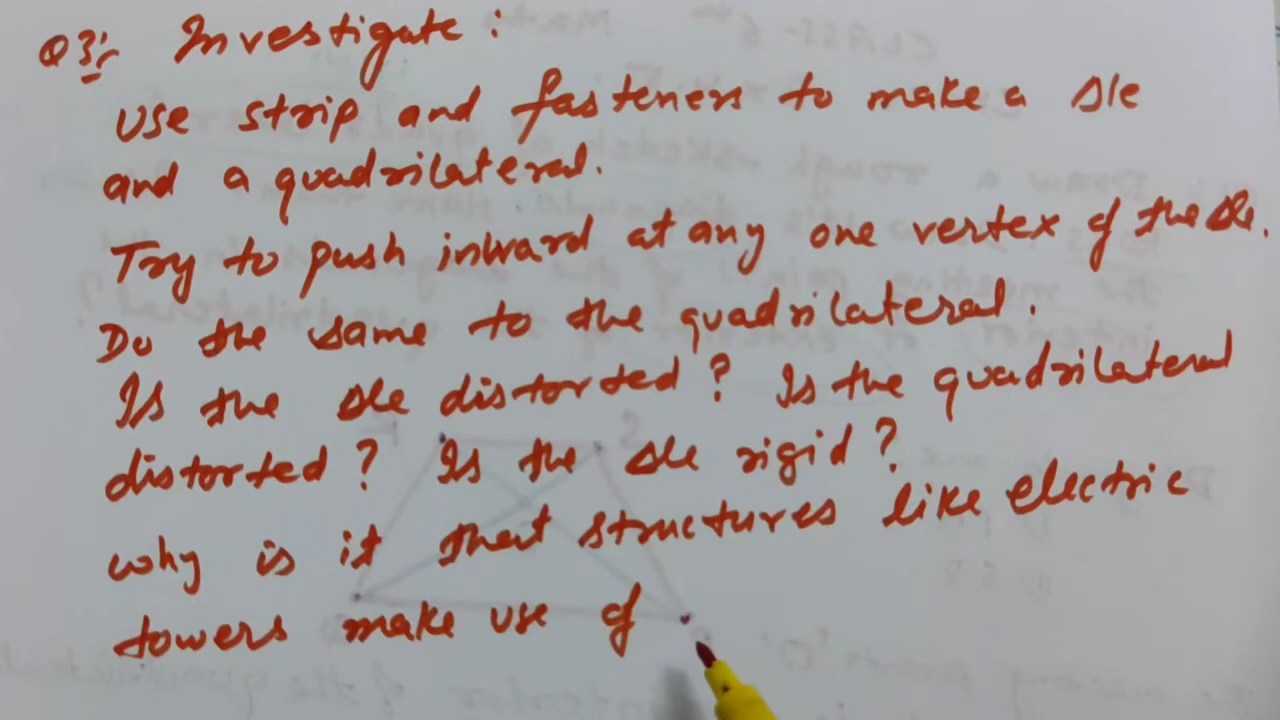 Q3:- Investigate:
Use strip and fasteners to make a Δle
and a quadrilateral.
Try to push inward at any one vertex of the Δle.
Do the same to the quadrilateral.
Is the Δle distorted? Is the quadrilateral
distorted? Is the Δle rigid?
why is it that structures like electric
towers make use of